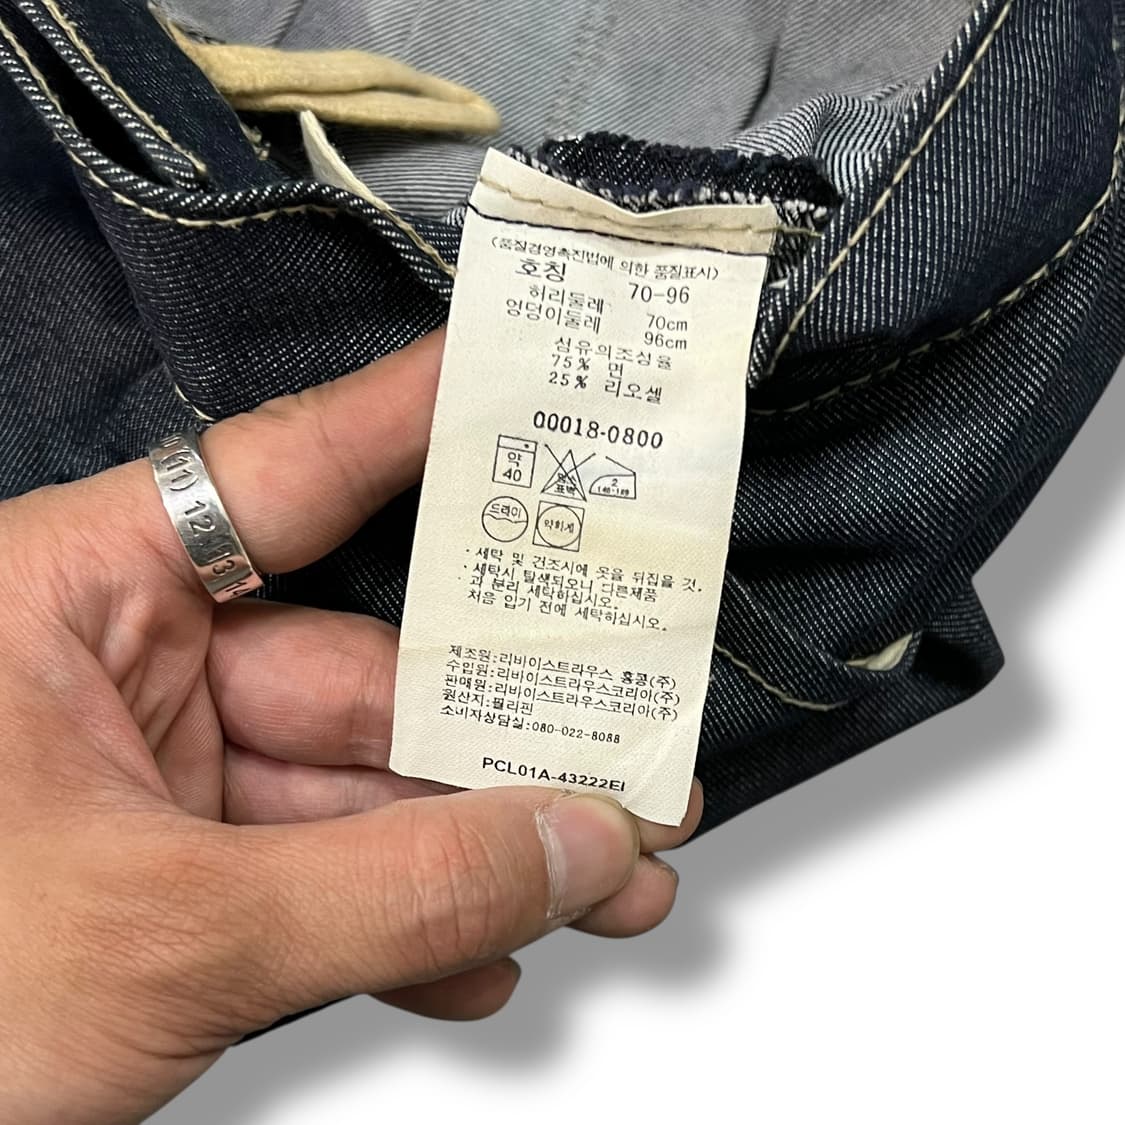 (11) 12 13 14
<품질경영촉진법에 의한 품질표시>
호칭 70-96
허리둘레 70cm
엉덩이둘레 96cm
섬유의조성율
75% 면
25% 리오셀
00018-0800
약
40
표백
2
드라이
약하게
·세탁 및 건조시에 옷을 뒤집을 것.
·세탁시 탈색되오니 다른제품
과 분리 세탁하십시오.
처음 입기 전에 세탁하십시오.
제조원:리바이스트라우스 홍콩(주)
수입원:리바이스트라우스코리아(주)
판매원:리바이스트라우스코리아(주)
원산지:필리핀
소비자상담실:080-022-8088
PCL01A-43222EI